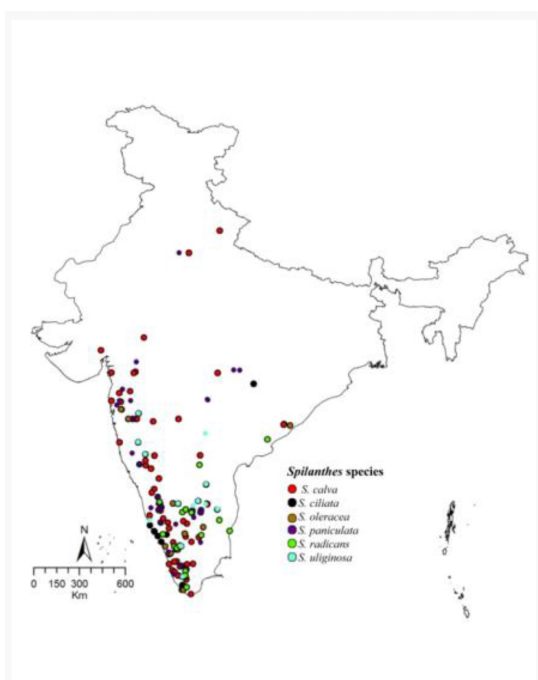 Spilanthes species
S. calva
S. ciliata
S. oleracea
S. paniculata
S. radicans
S. uliginosa
N
0 150 300 600
Km